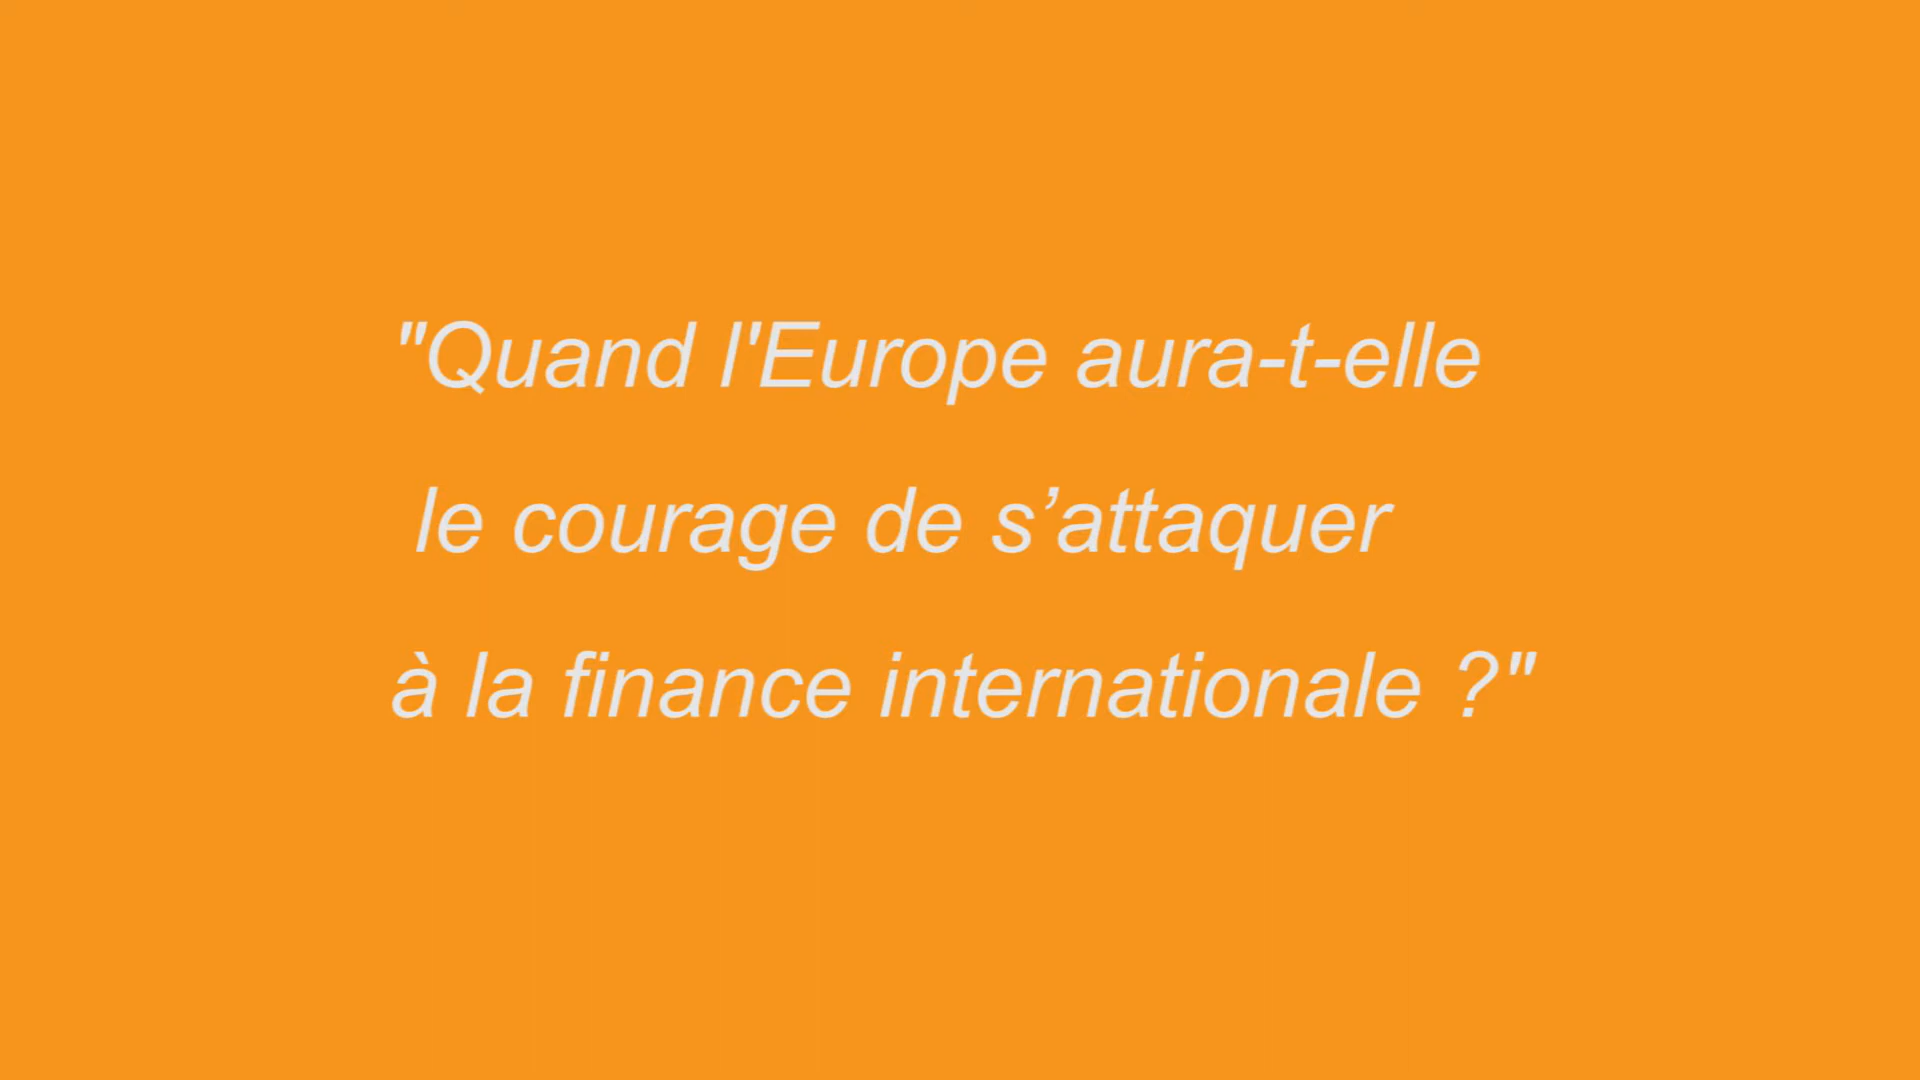 "Quand l'Europe aura-t-elle
le courage de s’attaquer
à la finance internationale ?"